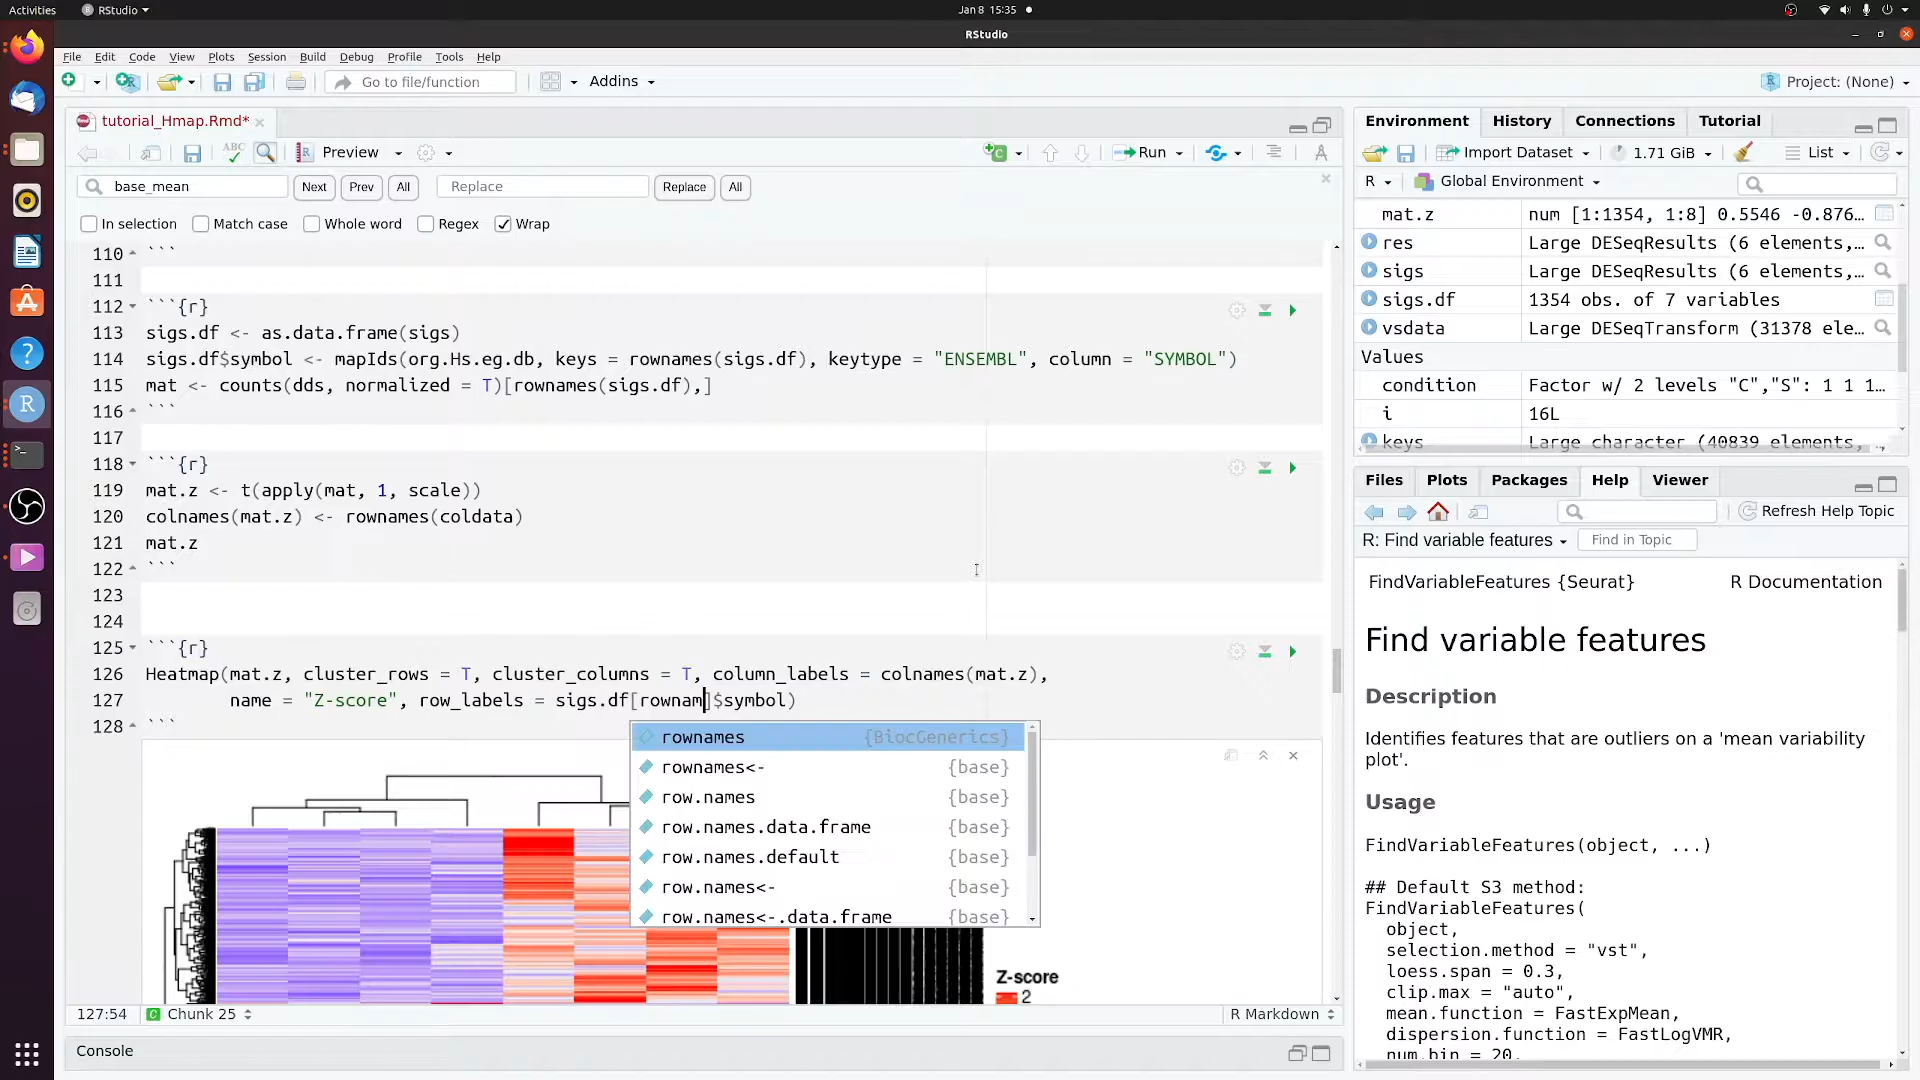 Activities
RStudio
Jan 8 15:35
RStudio
File Edit Code View Plots Session Build Debug Profile Tools Help
Go to file/function
Addins
Project: (None)
tutorial_Hmap.Rmd*
ABC
Preview
Run
base_mean
Next
Prev
All
Replace
Replace
All
In selection
Match case
Whole word
Regex
Wrap
110 ```
111
112 ```{r}
113 sigs.df <- as.data.frame(sigs)
114 sigs.df$symbol <- mapIds(org.Hs.eg.db, keys = rownames(sigs.df), keytype = "ENSEMBL", column = "SYMBOL")
115 mat <- counts(dds, normalized = T)[rownames(sigs.df),]
116 ```
117
118 ```{r}
119 mat.z <- t(apply(mat, 1, scale))
120 colnames(mat.z) <- rownames(coldata)
121 mat.z
122 ```
123
124
125 ```{r}
126 Heatmap(mat.z, cluster_rows = T, cluster_columns = T, column_labels = colnames(mat.z),
127 name = "Z-score", row_labels = sigs.df[rownam]$symbol)
128 ```
rownames {BiocGenerics}
rownames<- {base}
row.names {base}
row.names.data.frame {base}
row.names.default {base}
row.names<- {base}
row.names<-.data.frame {base}
Z-score
2
127:54
Chunk 25
R Markdown
Console
Environment
History
Connections
Tutorial
Import Dataset
1.71 GiB
List
R
Global Environment
mat.z num [1:1354, 1:8] 0.5546 -0.876…
res Large DESeqResults (6 elements,…
sigs Large DESeqResults (6 elements,…
sigs.df 1354 obs. of 7 variables
vsdata Large DESeqTransform (31378 ele…
Values
condition Factor w/ 2 levels "C","S": 1 1 1…
i 16L
keys Large character (40839 elements,
Files
Plots
Packages
Help
Viewer
Refresh Help Topic
R: Find variable features
Find in Topic
FindVariableFeatures {Seurat}
R Documentation
Find variable features
Description
Identifies features that are outliers on a 'mean variability
plot'.
Usage
FindVariableFeatures(object, ...)
## Default S3 method:
FindVariableFeatures(
object,
selection.method = "vst",
loess.span = 0.3,
clip.max = "auto",
mean.function = FastExpMean,
dispersion.function = FastLogVMR,
num.bin = 20,